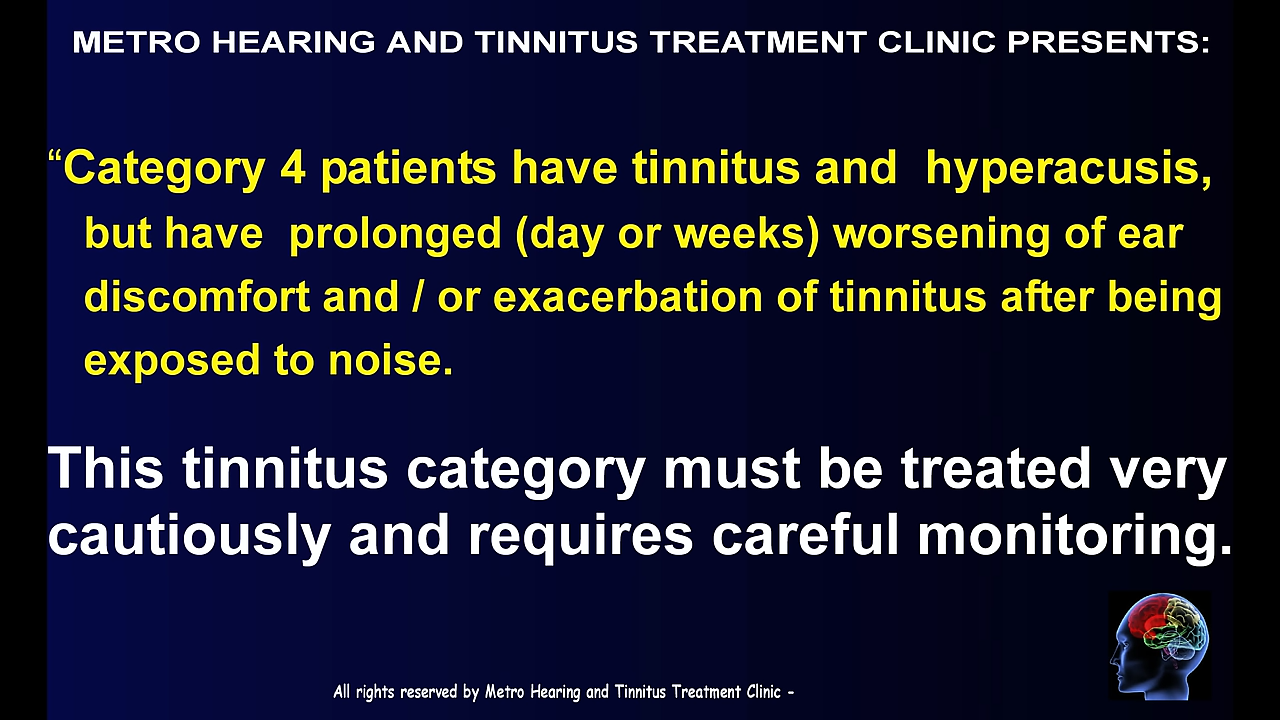 METRO HEARING AND TINNITUS TREATMENT CLINIC PRESENTS:
“Category 4 patients have tinnitus and  hyperacusis,
but have  prolonged (day or weeks) worsening of ear
discomfort and / or exacerbation of tinnitus after being
exposed to noise.
This tinnitus category must be treated very
cautiously and requires careful monitoring.
All rights reserved by Metro Hearing and Tinnitus Treatment Clinic -